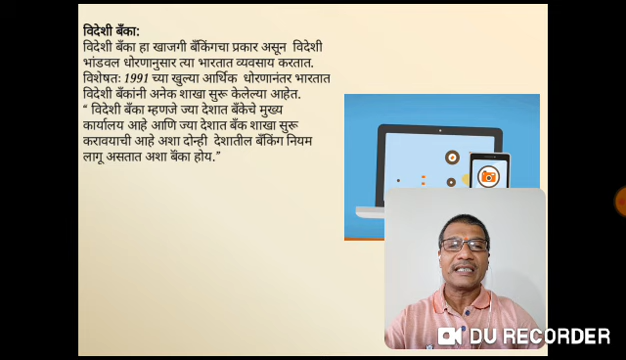 विदेशी बँका:
विदेशी बँका हा खाजगी बँकिंगचा प्रकार असून विदेशी
भांडवल धोरणानुसार त्या भारतात व्यवसाय करतात.
विशेषतः 1991 च्या खुल्या आर्थिक धोरणानंतर भारतात
विदेशी बँकांनी अनेक शाखा सुरू केलेल्या आहेत.
“ विदेशी बँका म्हणजे ज्या देशात बँकेचे मुख्य
कार्यालय आहे आणि ज्या देशात बँक शाखा सुरू
करावयाची आहे अशा दोन्ही देशातील बँकिंग नियम
लागू असतात अशा बँका होय.”
DU RECORDER